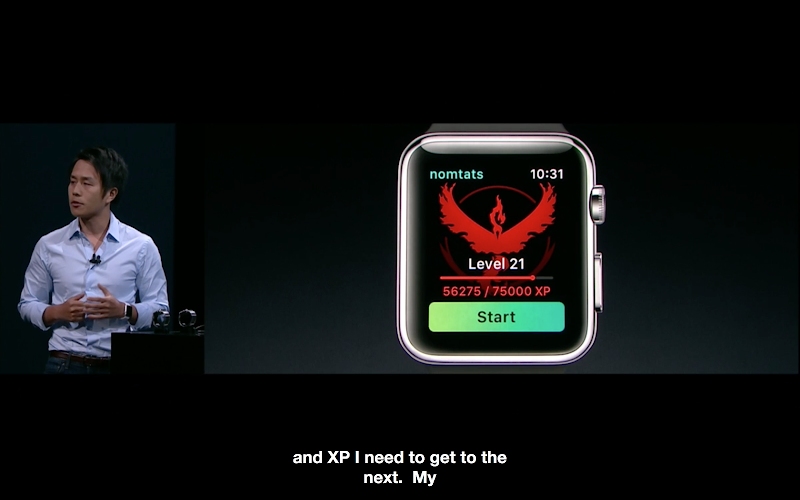 nomtats 10:31
Level 21
56275 / 75000 XP
Start
and XP I need to get to the
next.  My